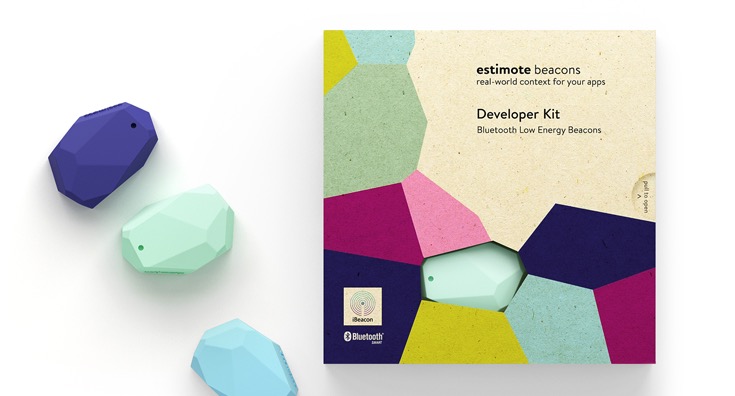 estimote beacons
real-world context for your apps
Developer Kit
Bluetooth Low Energy Beacons
pull to open
iBeacon
Bluetooth
SMART